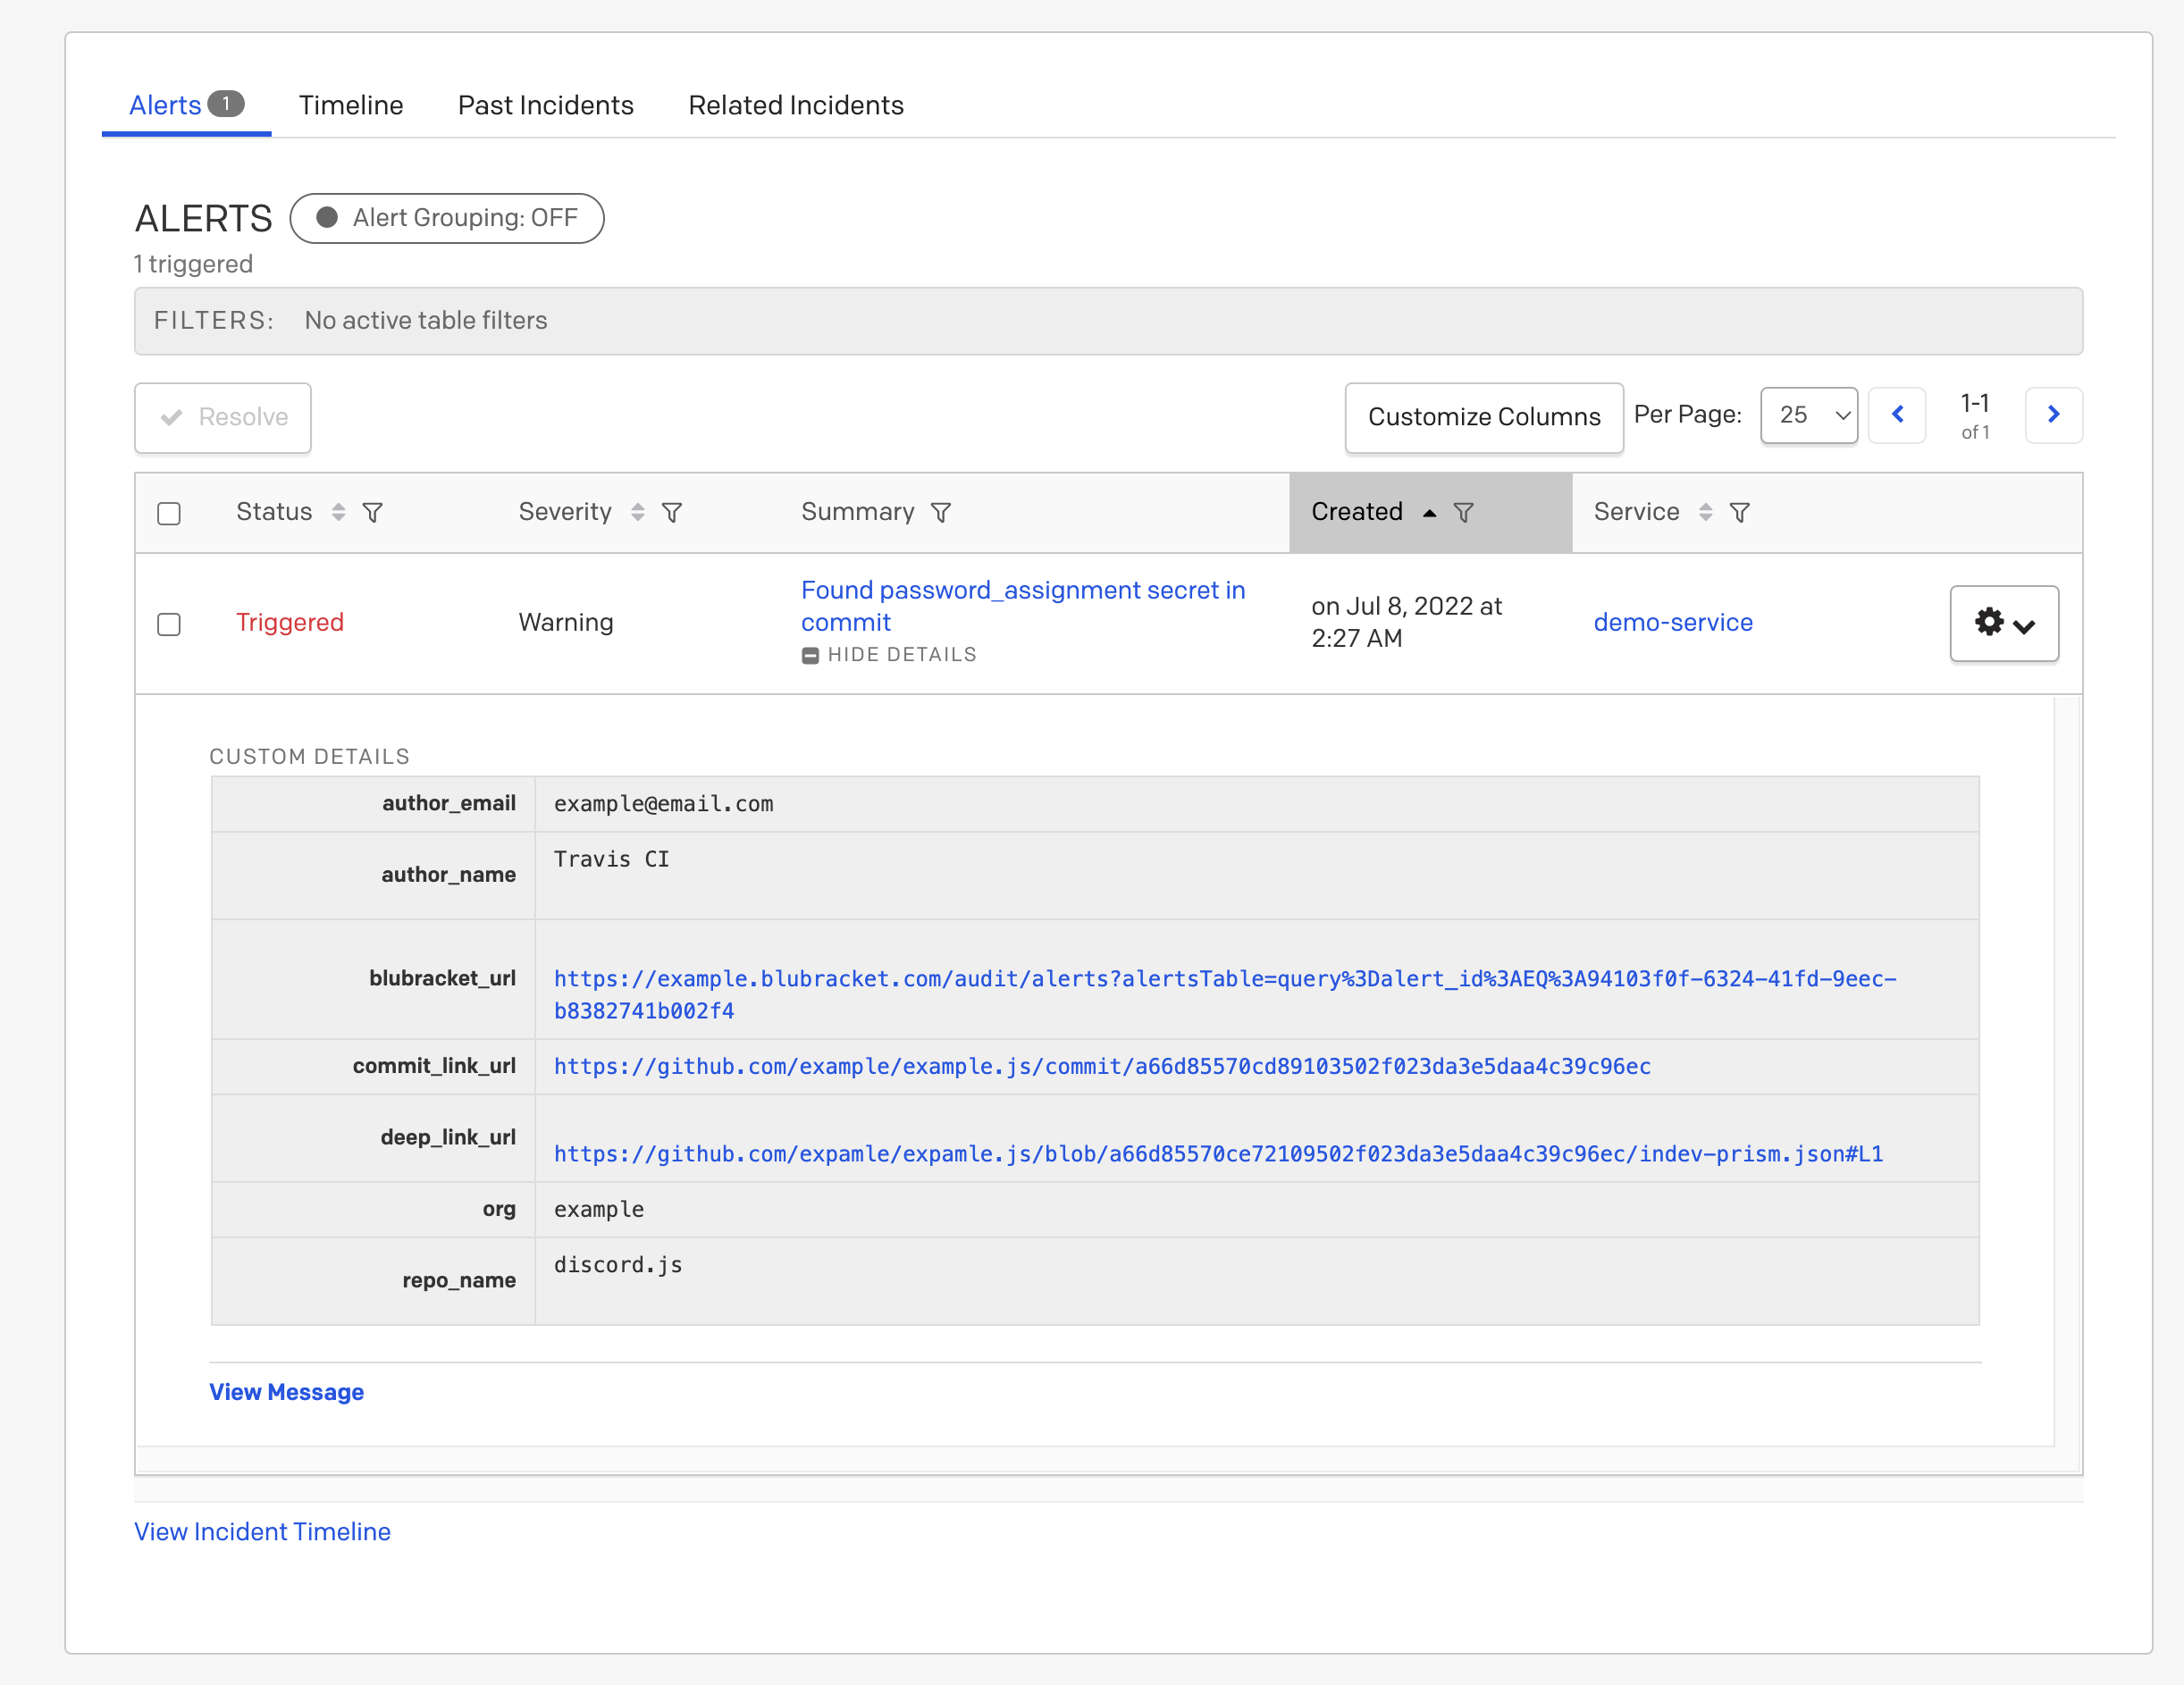 Alerts 1 Timeline Past Incidents Related Incidents
ALERTS Alert Grouping: OFF
1 triggered
FILTERS: No active table filters
Resolve Customize Columns Per Page: 25 1-1
of 1
Status Severity Summary Created Service
Triggered Warning Found password_assignment secret in
commit
HIDE DETAILS
on Jul 8, 2022 at
2:27 AM
demo-service
CUSTOM DETAILS
author_email example@email.com
author_name Travis CI
blubracket_url https://example.blubracket.com/audit/alerts?alertsTable=query%3Dalert_id%3AEQ%3A94103f0f-6324-41fd-9eec-
b8382741b002f4
commit_link_url https://github.com/example/example.js/commit/a66d85570cd89103502f023da3e5daa4c39c96ec
deep_link_url https://github.com/expamle/expamle.js/blob/a66d85570ce72109502f023da3e5daa4c39c96ec/indev-prism.json#L1
org example
repo_name discord.js
View Message
View Incident Timeline